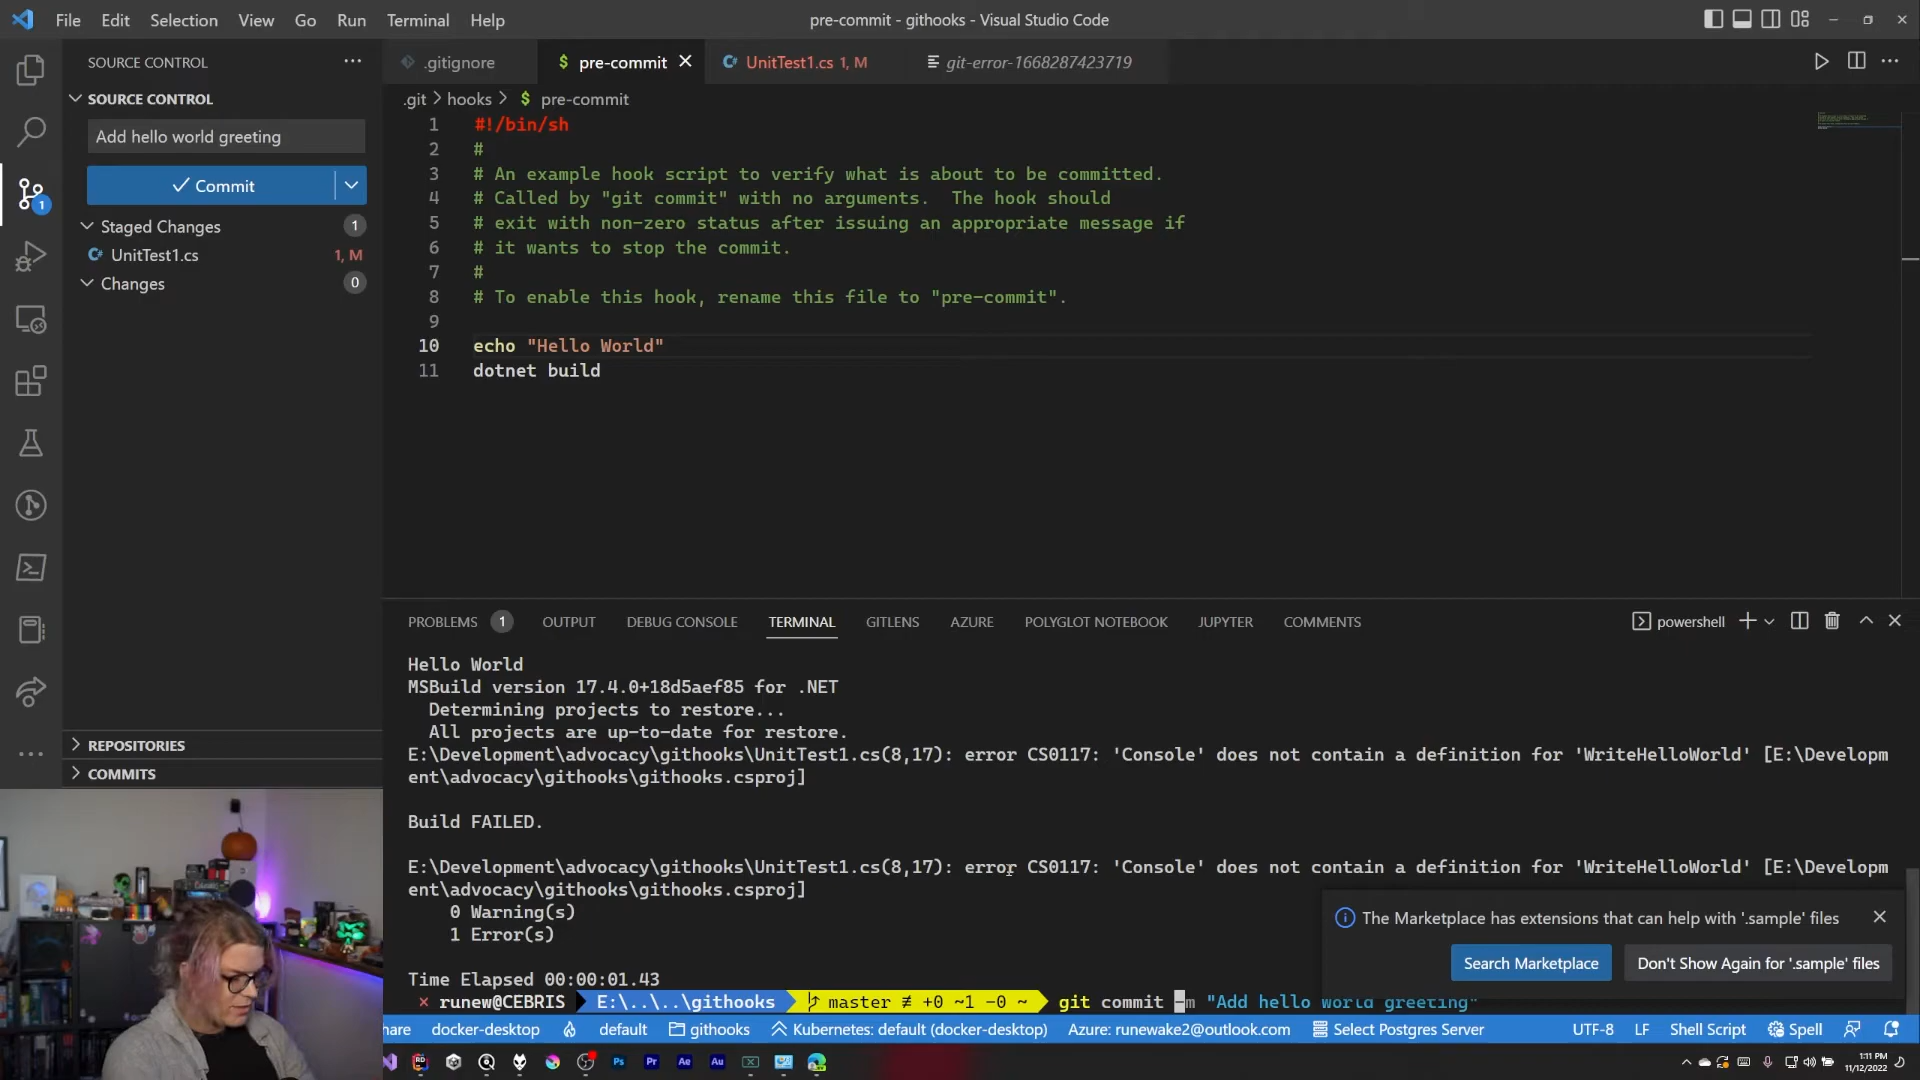 File Edit Selection View Go Run Terminal Help
pre-commit - githooks - Visual Studio Code
SOURCE CONTROL
SOURCE CONTROL
Add hello world greeting
Commit
Staged Changes 1
UnitTest1.cs 1, M
Changes 0
REPOSITORIES
COMMITS
1
.gitignore
$ pre-commit
UnitTest1.cs 1, M
git-error-1668287423719
.git > hooks > $ pre-commit
1 #!/bin/sh
2 #
3 # An example hook script to verify what is about to be committed.
4 # Called by "git commit" with no arguments.  The hook should
5 # exit with non-zero status after issuing an appropriate message if
6 # it wants to stop the commit.
7 #
8 # To enable this hook, rename this file to "pre-commit".
9
10 echo "Hello World"
11 dotnet build
PROBLEMS 1 OUTPUT DEBUG CONSOLE TERMINAL GITLENS AZURE POLYGLOT NOTEBOOK JUPYTER COMMENTS
powershell
Hello World
MSBuild version 17.4.0+18d5aef85 for .NET
Determining projects to restore...
All projects are up-to-date for restore.
E:\Development\advocacy\githooks\UnitTest1.cs(8,17): error CS0117: 'Console' does not contain a definition for 'WriteHelloWorld' [E:\Developm
ent\advocacy\githooks\githooks.csproj]
Build FAILED.
E:\Development\advocacy\githooks\UnitTest1.cs(8,17): error CS0117: 'Console' does not contain a definition for 'WriteHelloWorld' [E:\Developm
ent\advocacy\githooks\githooks.csproj]
0 Warning(s)
1 Error(s)
Time Elapsed 00:00:01.43
× runew@CEBRIS E:\..\..\githooks master ≢ +0 ~1 -0 ~ git commit -m "Add hello world greeting"
The Marketplace has extensions that can help with '.sample' files
Search Marketplace
Don't Show Again for '.sample' files
hare docker-desktop default githooks Kubernetes: default (docker-desktop) Azure: runewake2@outlook.com Select Postgres Server UTF-8 LF Shell Script Spell
RD Ps Pr Ae Au
1:11 PM
11/12/2022